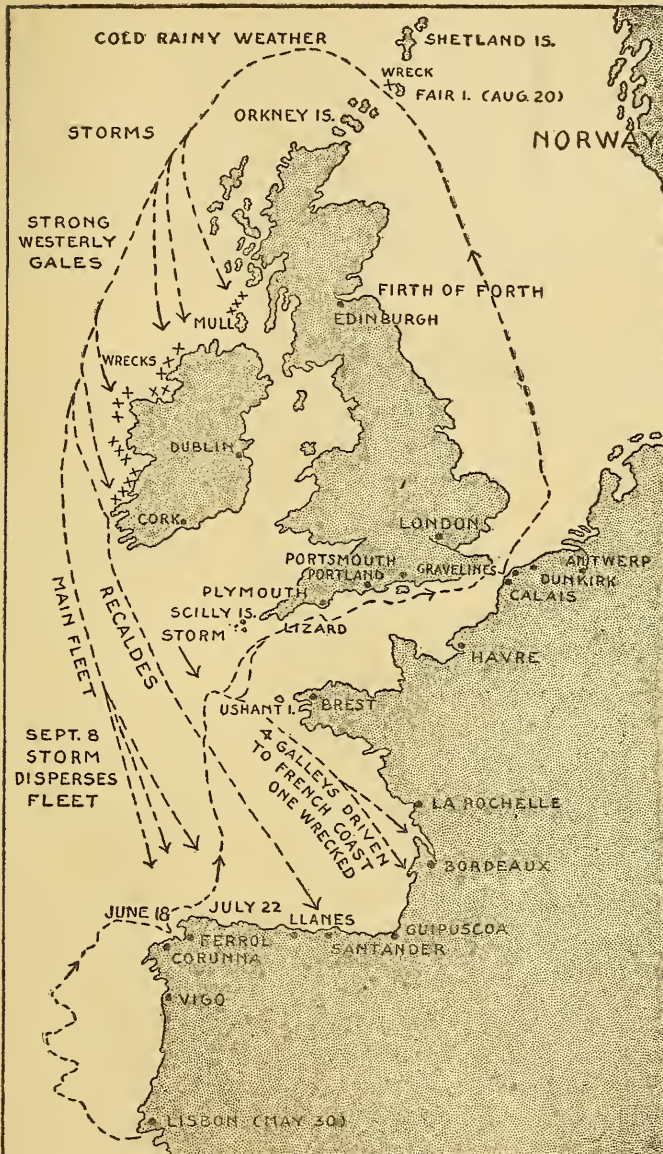 COLD RAINY WEATHER
SHETLAND IS.
WRECK
FAIR I. (AUG. 20)
ORKNEY IS.
STORMS
NORWAY
STRONG
WESTERLY
GALES
FIRTH OF FORTH
EDINBURGH
MULL
WRECKS
DUBLIN
CORK
LONDON
PORTSMOUTH
PORTLAND
GRAVELINES
ANTWERP
DUNKIRK
CALAIS
PLYMOUTH
SCILLY IS.
LIZARD
STORM
HAVRE
MAIN FLEET
RECALDES
USHANT I.
BREST
4 GALLEYS DRIVEN
TO FRENCH COAST
ONE WRECKED
SEPT. 8
STORM
DISPERSES
FLEET
LA ROCHELLE
BORDEAUX
JUNE 18
JULY 22
LLANES
GUIPUSCOA
FERROL
SANTANDER
CORUNNA
VIGO
LISBON (MAY 30)